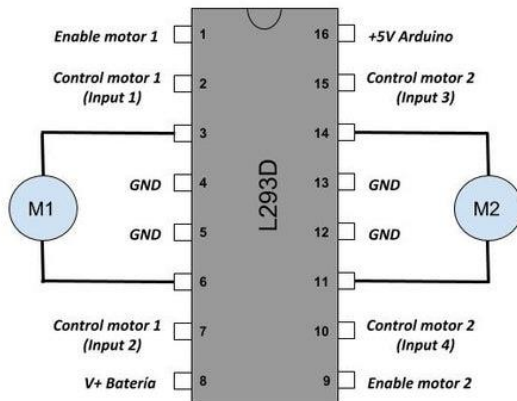 Enable motor 1
1
16
+5V Arduino
Control motor 1
(Input 1)
2
15
Control motor 2
(Input 3)
3
14
M1
GND
4
13
GND
M2
L293D
GND
5
12
GND
6
11
Control motor 1
(Input 2)
7
10
Control motor 2
(Input 4)
V+ Batería
8
9
Enable motor 2